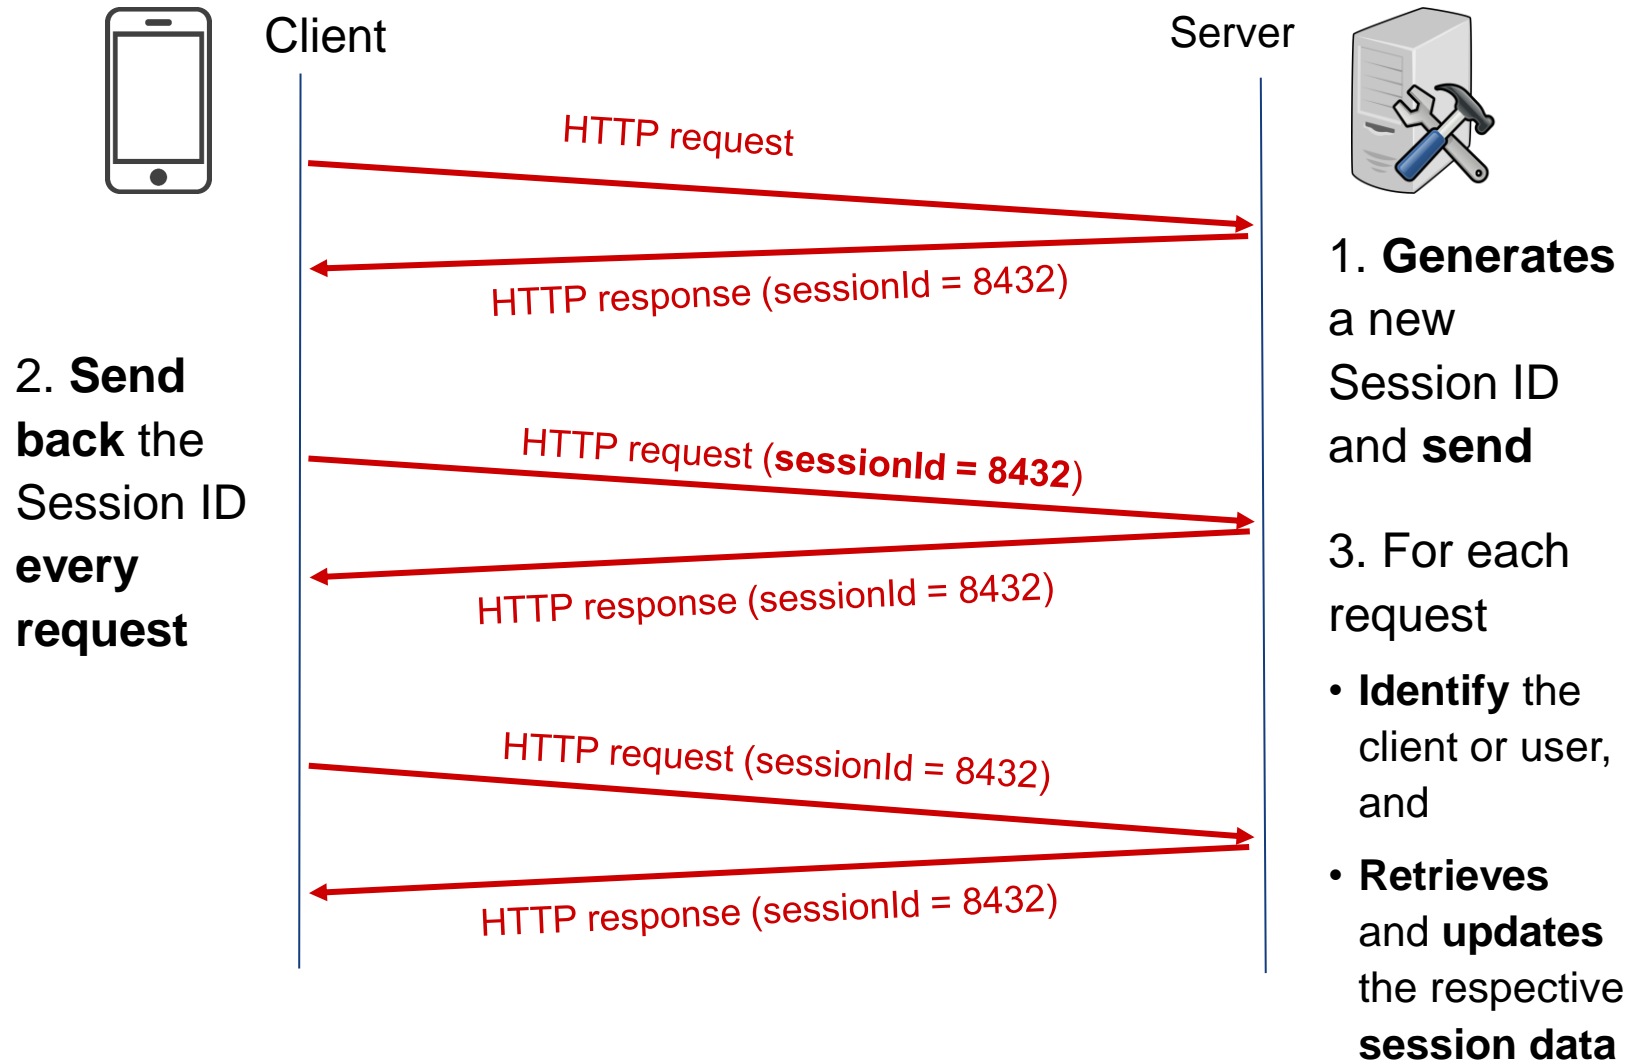 Client
Server
HTTP request
HTTP response (sessionId = 8432)
1. Generates
a new
Session ID
and send
2. Send
back the
Session ID
every
request
HTTP request (sessionId = 8432)
HTTP response (sessionId = 8432)
3. For each
request
• Identify the
client or user,
and
HTTP request (sessionId = 8432)
HTTP response (sessionId = 8432)
• Retrieves
and updates
the respective
session data